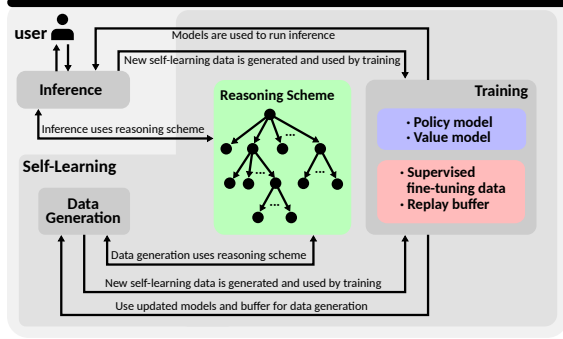 user
Models are used to run inference
New self-learning data is generated and used by training
Inference
Reasoning Scheme
Training
· Policy model
· Value model
...
Inference uses reasoning scheme
Self-Learning
...
...
· Supervised
fine-tuning data
· Replay buffer
Data
Generation
Data generation uses reasoning scheme
New self-learning data is generated and used by training
Use updated models and buffer for data generation